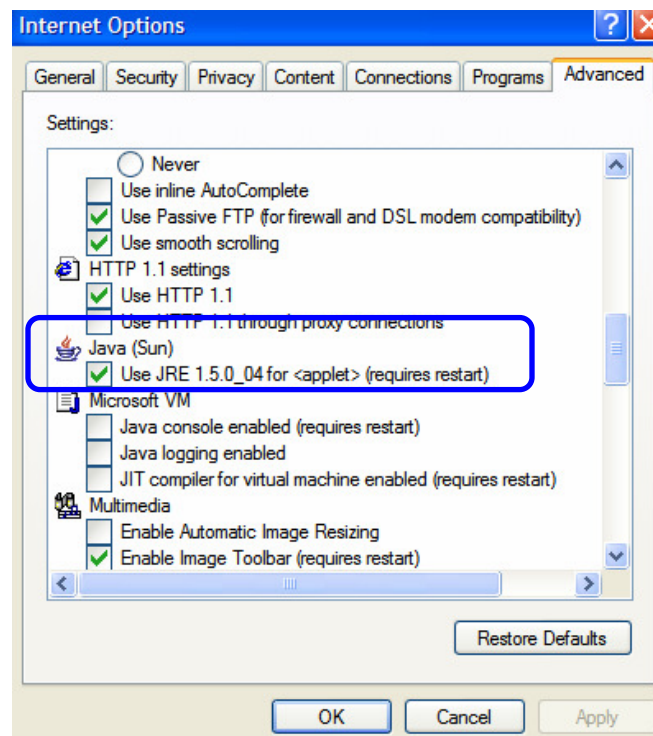 Internet Options
General Security Privacy Content Connections Programs Advanced
Settings:
Never
Use inline AutoComplete
Use Passive FTP (for firewall and DSL modem compatibility)
Use smooth scrolling
HTTP 1.1 settings
Use HTTP 1.1
Use HTTP 1.1 through proxy connections
Java (Sun)
Use JRE 1.5.0_04 for <applet> (requires restart)
Microsoft VM
Java console enabled (requires restart)
Java logging enabled
JIT compiler for virtual machine enabled (requires restart)
Multimedia
Enable Automatic Image Resizing
Enable Image Toolbar (requires restart)
Restore Defaults
OK Cancel Apply